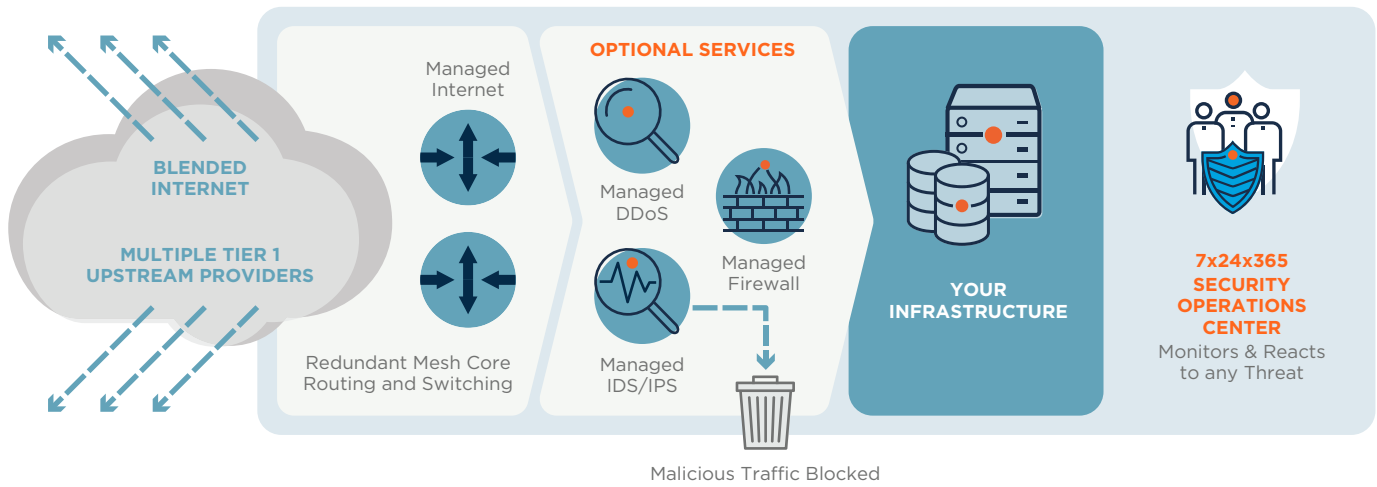 BLENDED
INTERNET
MULTIPLE TIER 1
UPSTREAM PROVIDERS
Managed
Internet
Redundant Mesh Core
Routing and Switching
OPTIONAL SERVICES
Managed
DDoS
Managed
Firewall
Managed
IDS/IPS
Malicious Traffic Blocked
YOUR
INFRASTRUCTURE
7x24x365
SECURITY
OPERATIONS
CENTER
Monitors & Reacts
to any Threat